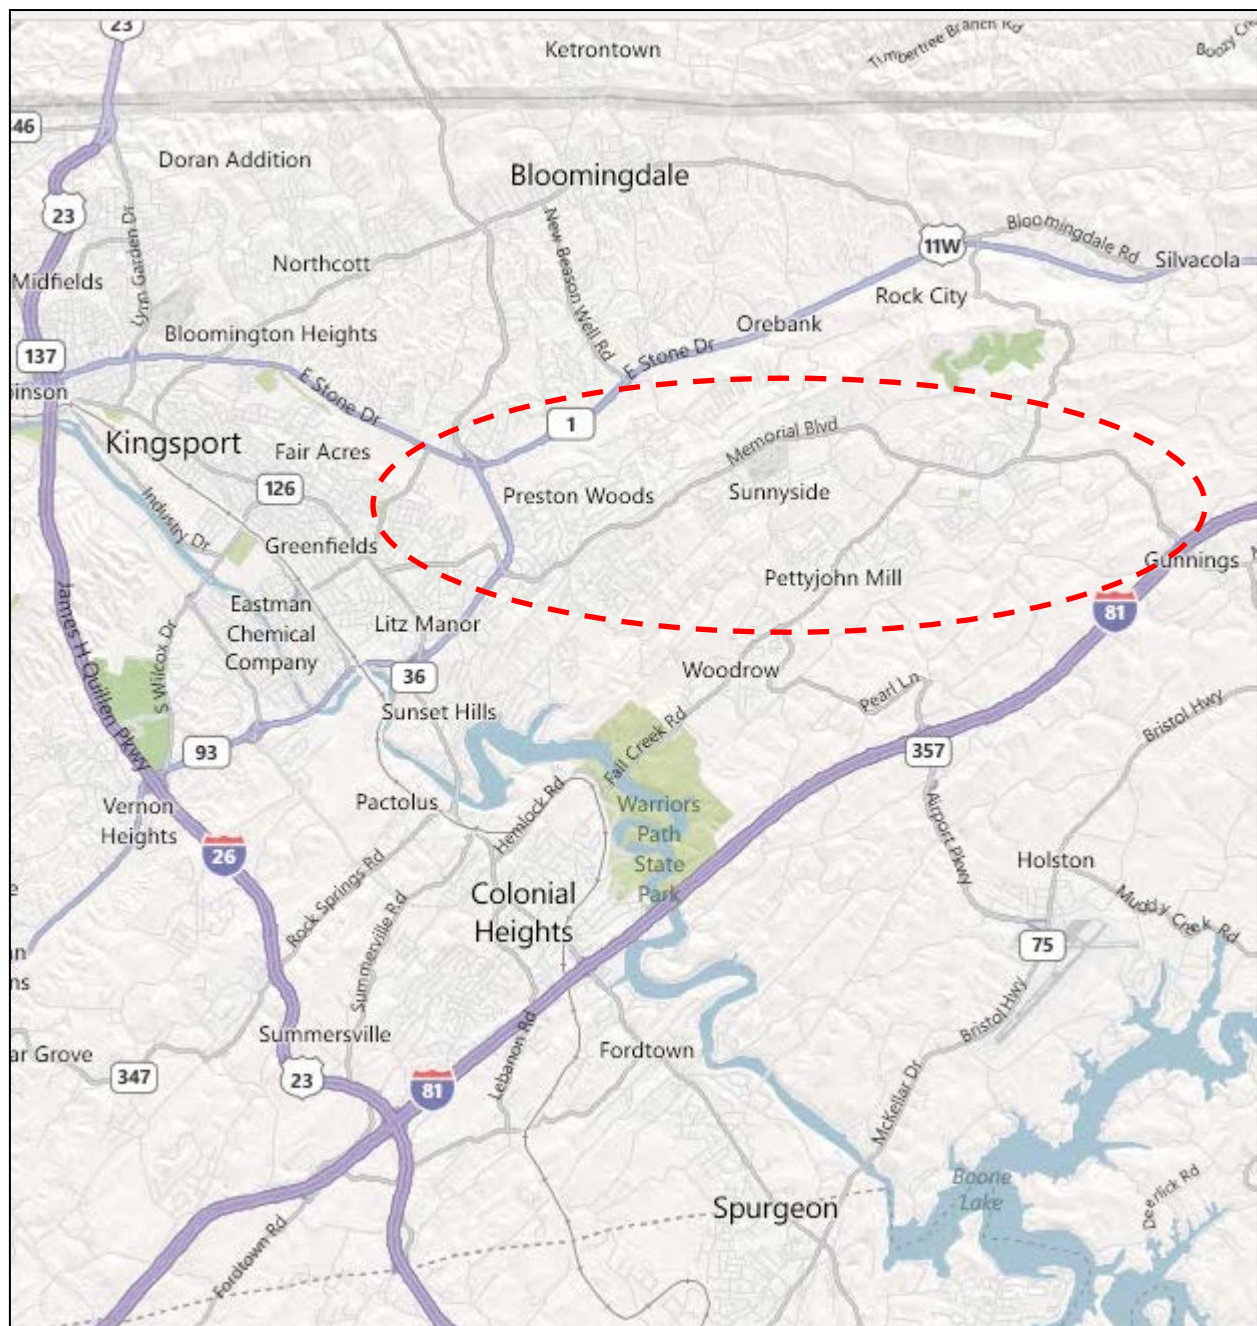 23
Ketrontown
Timbertree Branch Rd
46
Doran Addition
Bloomingdale
23
New Beason Well Rd
Bloomingdale Rd
11W
Lynn Garden Dr
Northcott
Silvacola
Midfields
Rock City
Bloomington Heights
Orebank
137
E Stone Dr
E Stone Dr
inson
1
Kingsport
Fair Acres
Memorial Blvd
126
Preston Woods
Sunnyside
Industry Dr
Greenfields
Gunnings
Pettyjohn Mill
James H Quillen Pkwy
Eastman
Chemical
Company
81
Litz Manor
S Wilcox Dr
36
Woodrow
Pearl Ln
Sunset Hills
Bristol Hwy
93
Fall Creek Rd
357
Vernon
Heights
Pactolus
Hemlock Rd
Warriors
Path
State
Park
Airport Pkwy
26
Holston
Colonial
Heights
Rock Springs Rd
Summerville Rd
Muddy Creek Rd
75
n
ns
Bristol Hwy
Summersville
Lebanon Rd
Fordtown
ar Grove
347
23
81
McKellar Dr
Boone
Lake
Deerlick Rd
Spurgeon
Fordtown Rd